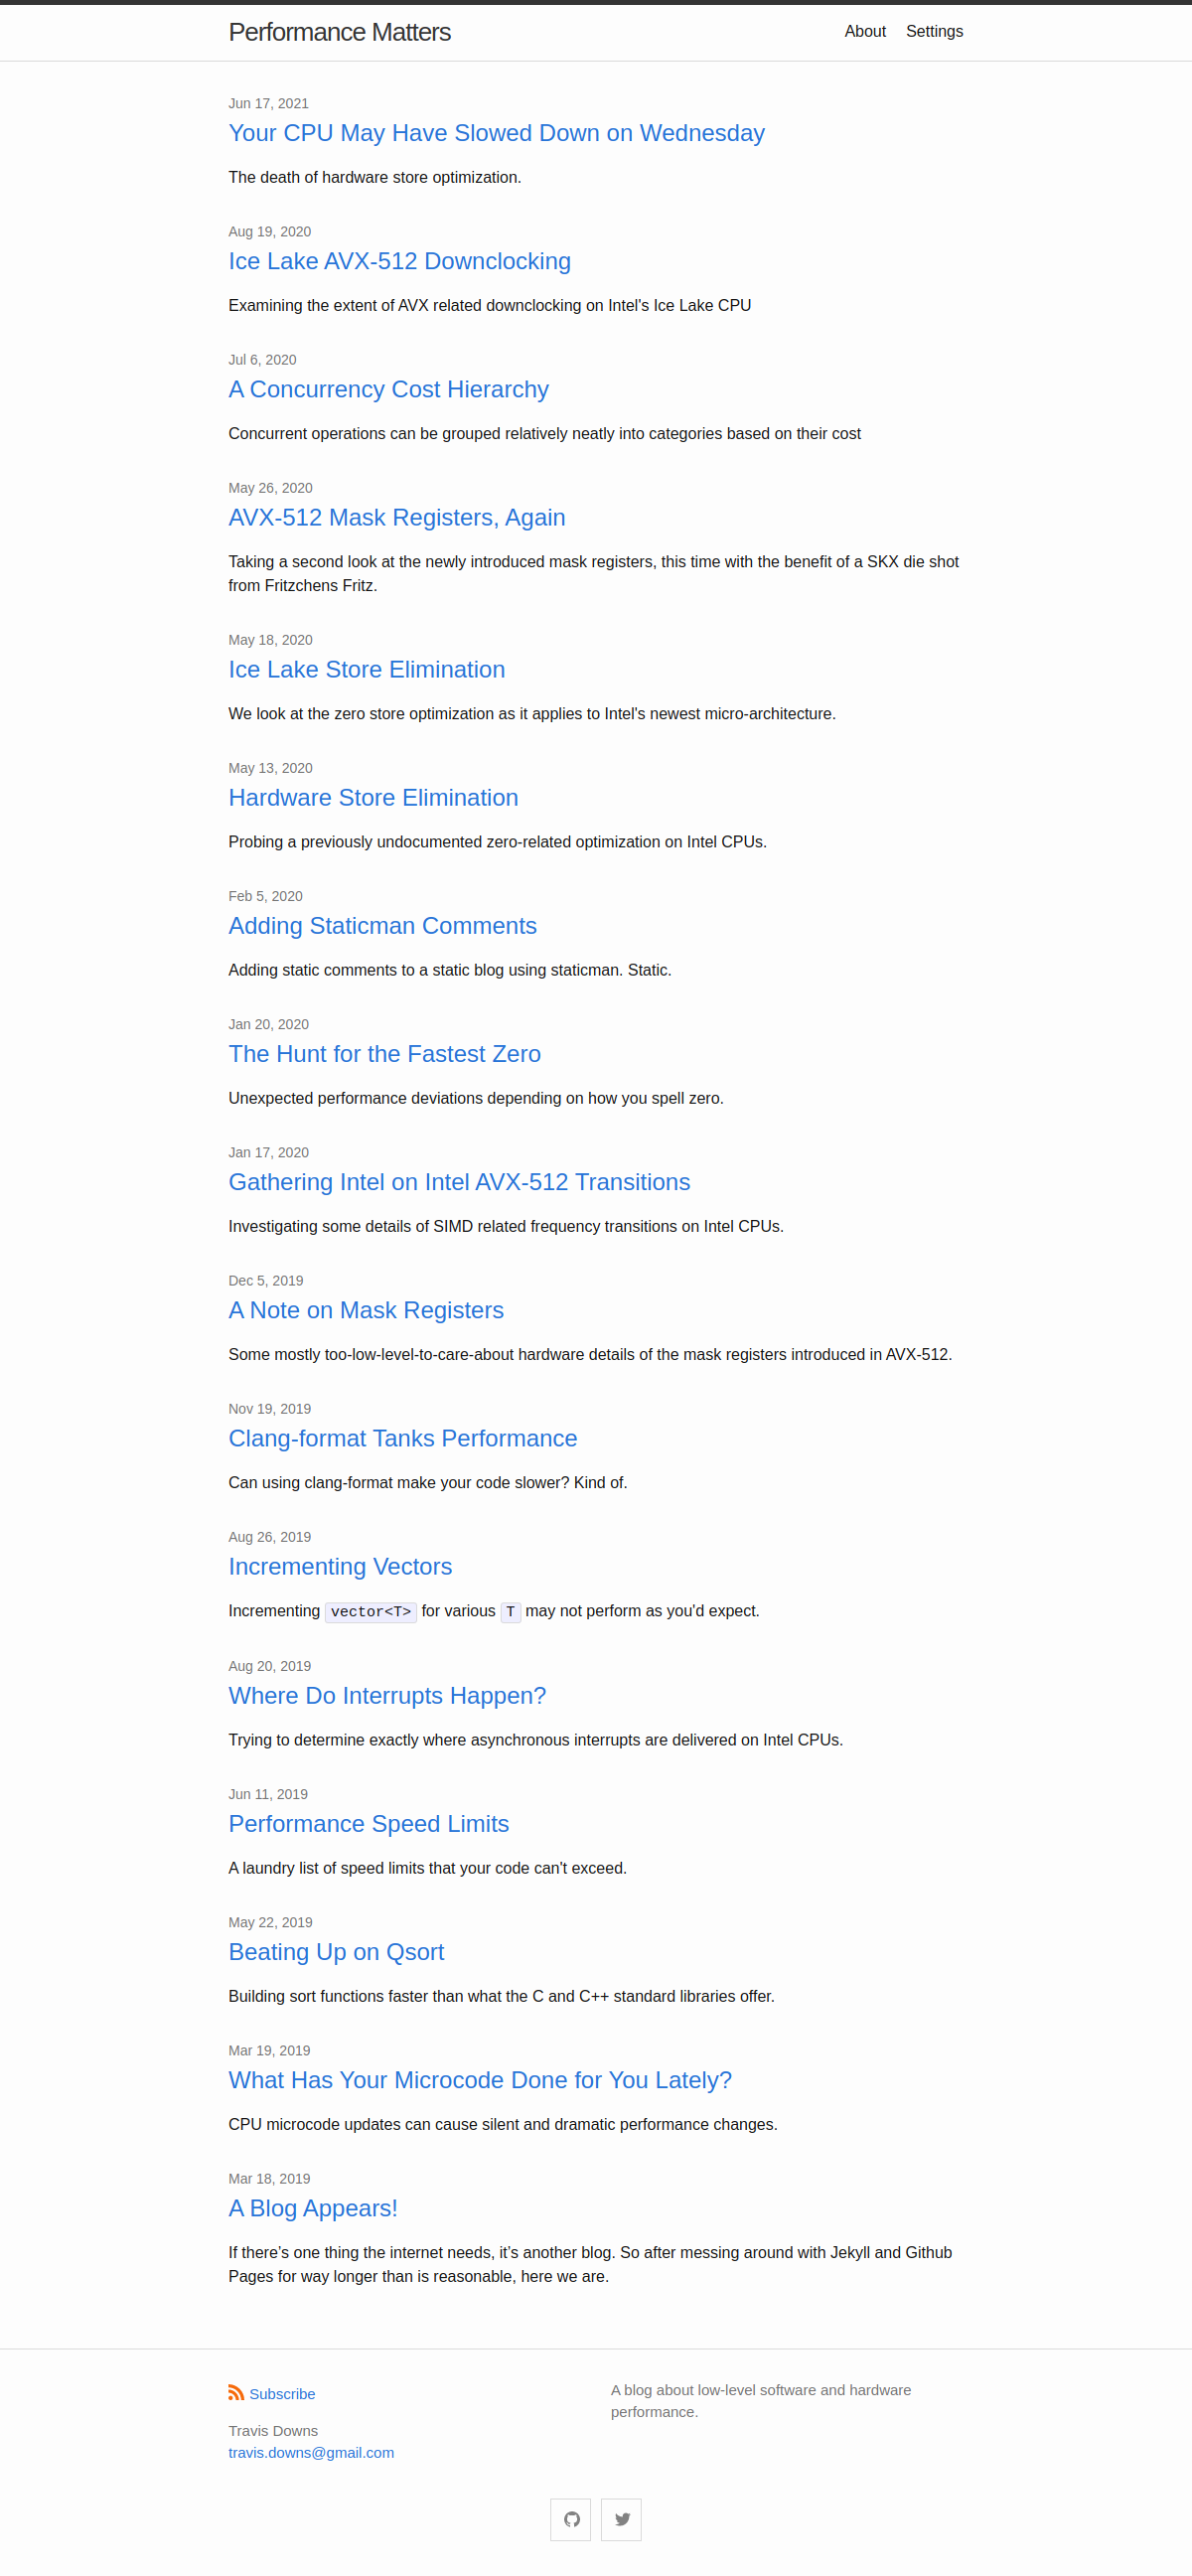 Performance Matters
About Settings
Jun 17, 2021
Your CPU May Have Slowed Down on Wednesday
The death of hardware store optimization.
Aug 19, 2020
Ice Lake AVX-512 Downclocking
Examining the extent of AVX related downclocking on Intel's Ice Lake CPU
Jul 6, 2020
A Concurrency Cost Hierarchy
Concurrent operations can be grouped relatively neatly into categories based on their cost
May 26, 2020
AVX-512 Mask Registers, Again
Taking a second look at the newly introduced mask registers, this time with the benefit of a SKX die shot
from Fritzchens Fritz.
May 18, 2020
Ice Lake Store Elimination
We look at the zero store optimization as it applies to Intel's newest micro-architecture.
May 13, 2020
Hardware Store Elimination
Probing a previously undocumented zero-related optimization on Intel CPUs.
Feb 5, 2020
Adding Staticman Comments
Adding static comments to a static blog using staticman. Static.
Jan 20, 2020
The Hunt for the Fastest Zero
Unexpected performance deviations depending on how you spell zero.
Jan 17, 2020
Gathering Intel on Intel AVX-512 Transitions
Investigating some details of SIMD related frequency transitions on Intel CPUs.
Dec 5, 2019
A Note on Mask Registers
Some mostly too-low-level-to-care-about hardware details of the mask registers introduced in AVX-512.
Nov 19, 2019
Clang-format Tanks Performance
Can using clang-format make your code slower? Kind of.
Aug 26, 2019
Incrementing Vectors
Incrementing vector<T> for various T may not perform as you'd expect.
Aug 20, 2019
Where Do Interrupts Happen?
Trying to determine exactly where asynchronous interrupts are delivered on Intel CPUs.
Jun 11, 2019
Performance Speed Limits
A laundry list of speed limits that your code can't exceed.
May 22, 2019
Beating Up on Qsort
Building sort functions faster than what the C and C++ standard libraries offer.
Mar 19, 2019
What Has Your Microcode Done for You Lately?
CPU microcode updates can cause silent and dramatic performance changes.
Mar 18, 2019
A Blog Appears!
If there's one thing the internet needs, it’s another blog. So after messing around with Jekyll and Github
Pages for way longer than is reasonable, here we are.
Subscribe
Travis Downs
travis.downs@gmail.com
A blog about low-level software and hardware
performance.